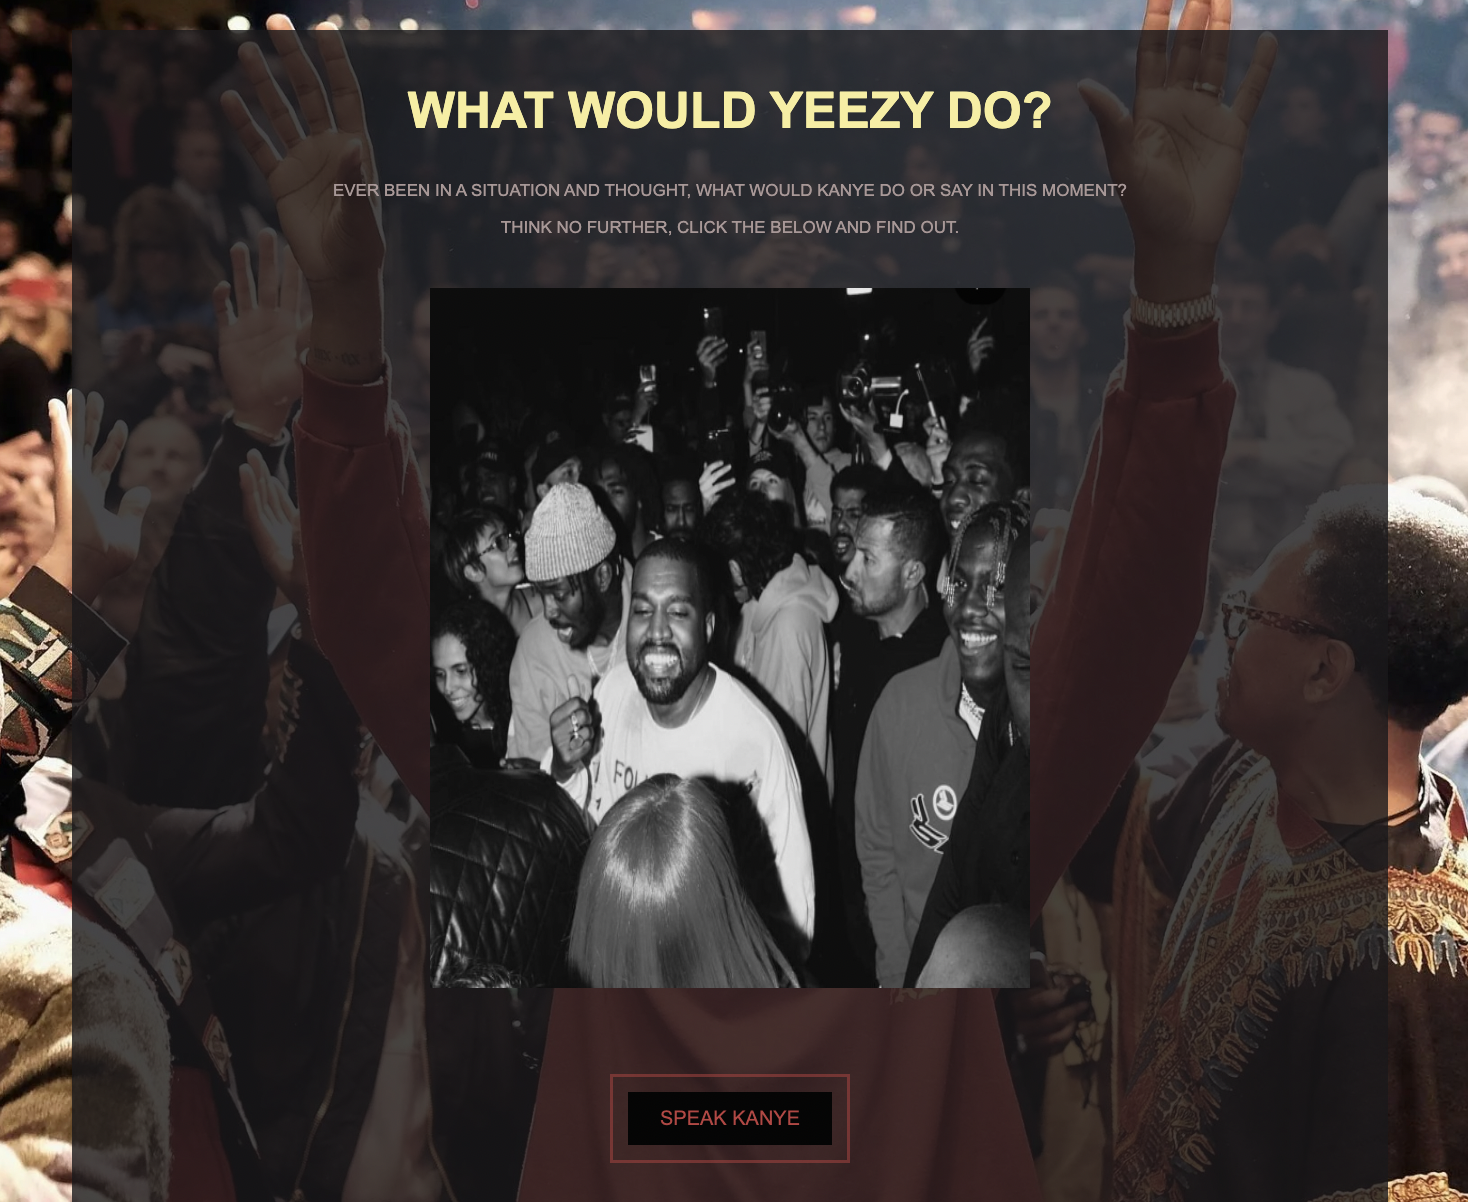 WHAT WOULD YEEZY DO?
EVER BEEN IN A SITUATION AND THOUGHT, WHAT WOULD KANYE DO OR SAY IN THIS MOMENT?
THINK NO FURTHER, CLICK THE BELOW AND FIND OUT.
SPEAK KANYE